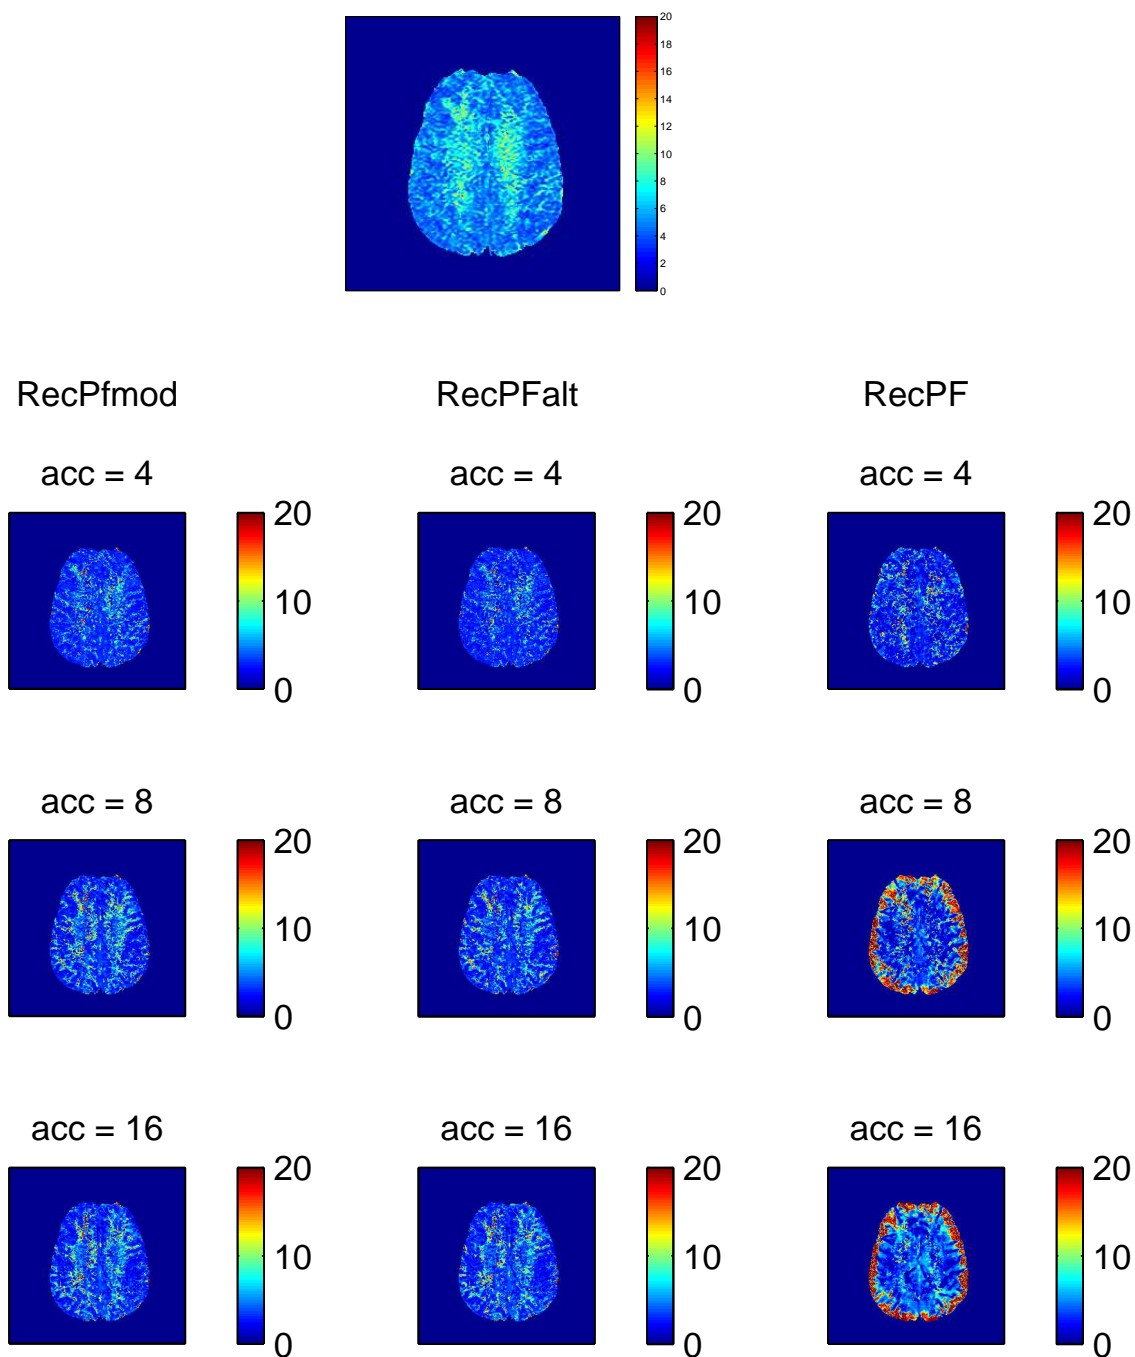 20
18
16
14
12
10
8
6
4
2
0
RecPfmod RecPFalt RecPF
acc = 4 acc = 4 acc = 4
20 20 20
10 10 10
0 0 0
acc = 8 acc = 8 acc = 8
20 20 20
10 10 10
0 0 0
acc = 16 acc = 16 acc = 16
20 20 20
10 10 10
0 0 0